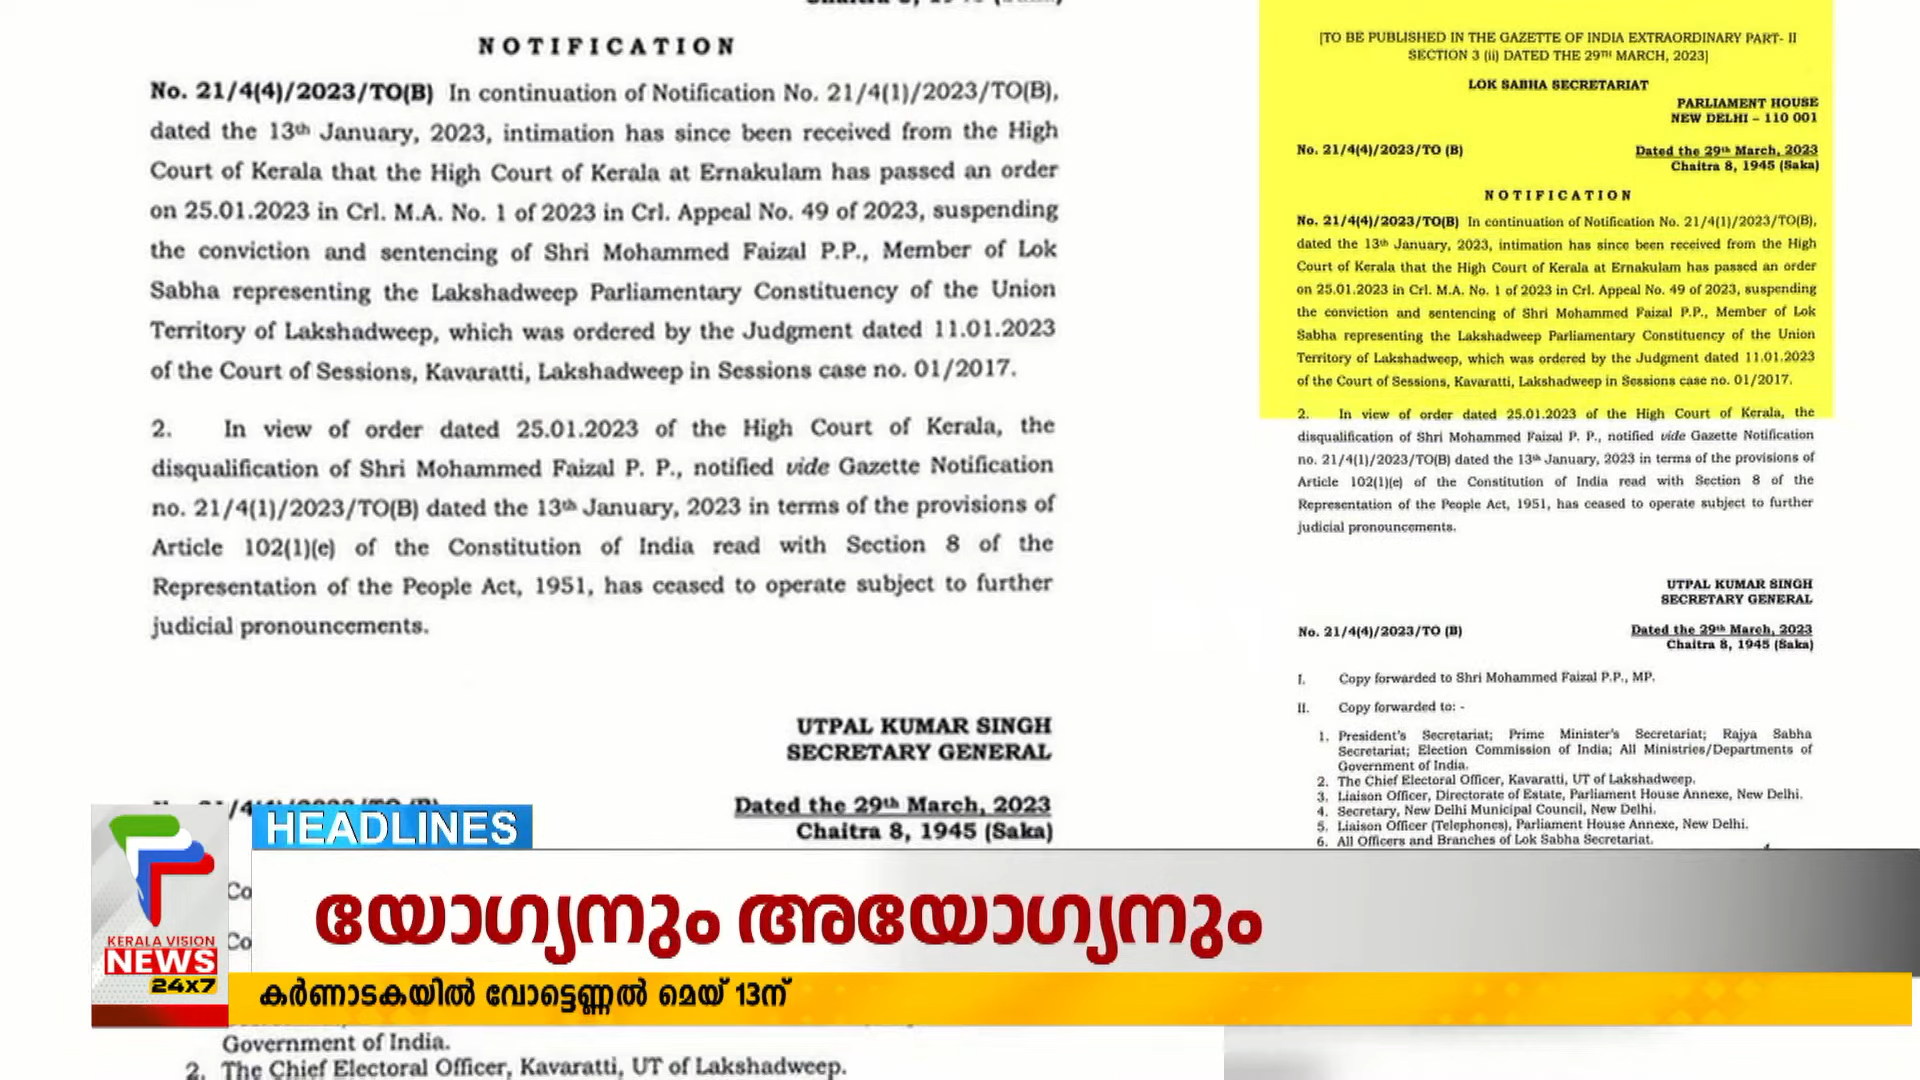 Chaitra 8, 1945 (Saka)
NOTIFICATION
No. 21/4(4)/2023/TO(B) In continuation of Notification No. 21/4(1)/2023/TO(B),
dated the 13th January, 2023, intimation has since been received from the High
Court of Kerala that the High Court of Kerala at Ernakulam has passed an order
on 25.01.2023 in Crl. M.A. No. 1 of 2023 in Crl. Appeal No. 49 of 2023, suspending
the conviction and sentencing of Shri Mohammed Faizal P.P., Member of Lok
Sabha representing the Lakshadweep Parliamentary Constituency of the Union
Territory of Lakshadweep, which was ordered by the Judgment dated 11.01.2023
of the Court of Sessions, Kavaratti, Lakshadweep in Sessions case no. 01/2017.
2. In view of order dated 25.01.2023 of the High Court of Kerala, the
disqualification of Shri Mohammed Faizal P. P., notified vide Gazette Notification
no. 21/4(1)/2023/TO(B) dated the 13th January, 2023 in terms of the provisions of
Article 102(1)(e) of the Constitution of India read with Section 8 of the
Representation of the People Act, 1951, has ceased to operate subject to further
judicial pronouncements.
UTPAL KUMAR SINGH
SECRETARY GENERAL
Dated the 29th March, 2023
Chaitra 8, 1945 (Saka)
Co
Co
Government of India.
2. The Chief Electoral Officer, Kavaratti, UT of Lakshadweep.
[TO BE PUBLISHED IN THE GAZETTE OF INDIA EXTRAORDINARY PART- II
SECTION 3 (ii) DATED THE 29TH MARCH, 2023]
LOK SABHA SECRETARIAT
PARLIAMENT HOUSE
NEW DELHI – 110 001
No. 21/4(4)/2023/TO (B) Dated the 29th March, 2023
Chaitra 8, 1945 (Saka)
NOTIFICATION
No. 21/4(4)/2023/TO(B) In continuation of Notification No. 21/4(1)/2023/TO(B),
dated the 13th January, 2023, intimation has since been received from the High
Court of Kerala that the High Court of Kerala at Ernakulam has passed an order
on 25.01.2023 in Crl. M.A. No. 1 of 2023 in Crl. Appeal No. 49 of 2023, suspending
the conviction and sentencing of Shri Mohammed Faizal P.P., Member of Lok
Sabha representing the Lakshadweep Parliamentary Constituency of the Union
Territory of Lakshadweep, which was ordered by the Judgment dated 11.01.2023
of the Court of Sessions, Kavaratti, Lakshadweep in Sessions case no. 01/2017.
2. In view of order dated 25.01.2023 of the High Court of Kerala, the
disqualification of Shri Mohammed Faizal P. P., notified vide Gazette Notification
no. 21/4(1)/2023/TO(B) dated the 13th January, 2023 in terms of the provisions of
Article 102(1)(e) of the Constitution of India read with Section 8 of the
Representation of the People Act, 1951, has ceased to operate subject to further
judicial pronouncements.
UTPAL KUMAR SINGH
SECRETARY GENERAL
No. 21/4(4)/2023/TO (B) Dated the 29th March, 2023
Chaitra 8, 1945 (Saka)
I. Copy forwarded to Shri Mohammed Faizal P.P., MP.
II. Copy forwarded to: -
1. President's Secretariat; Prime Minister's Secretariat; Rajya Sabha
Secretariat; Election Commission of India; All Ministries/Departments of
Government of India.
2. The Chief Electoral Officer, Kavaratti, UT of Lakshadweep.
3. Liaison Officer, Directorate of Estate, Parliament House Annexe, New Delhi.
4. Secretary, New Delhi Municipal Council, New Delhi.
5. Liaison Officer (Telephones), Parliament House Annexe, New Delhi.
6. All Officers and Branches of Lok Sabha Secretariat.
HEADLINES
യോഗ്യനും അയോഗ്യനും
കർണാടകയിൽ വോട്ടെണ്ണൽ മെയ് 13ന്
KERALA VISION
NEWS
24x7